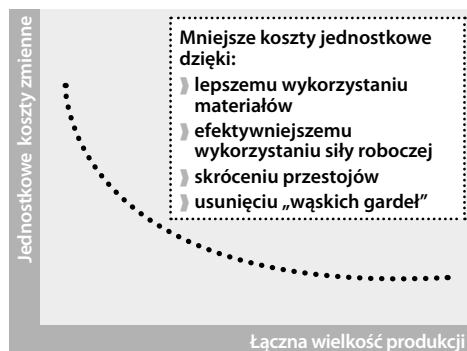 Jednostkowe koszty zmienne
Mniejsze koszty jednostkowe
dzięki:
lepszemu wykorzystaniu
materiałów
efektywniejszemu
wykorzystaniu siły roboczej
skróceniu przestojów
usunięciu „wąskich gardeł”
Łączna wielkość produkcji